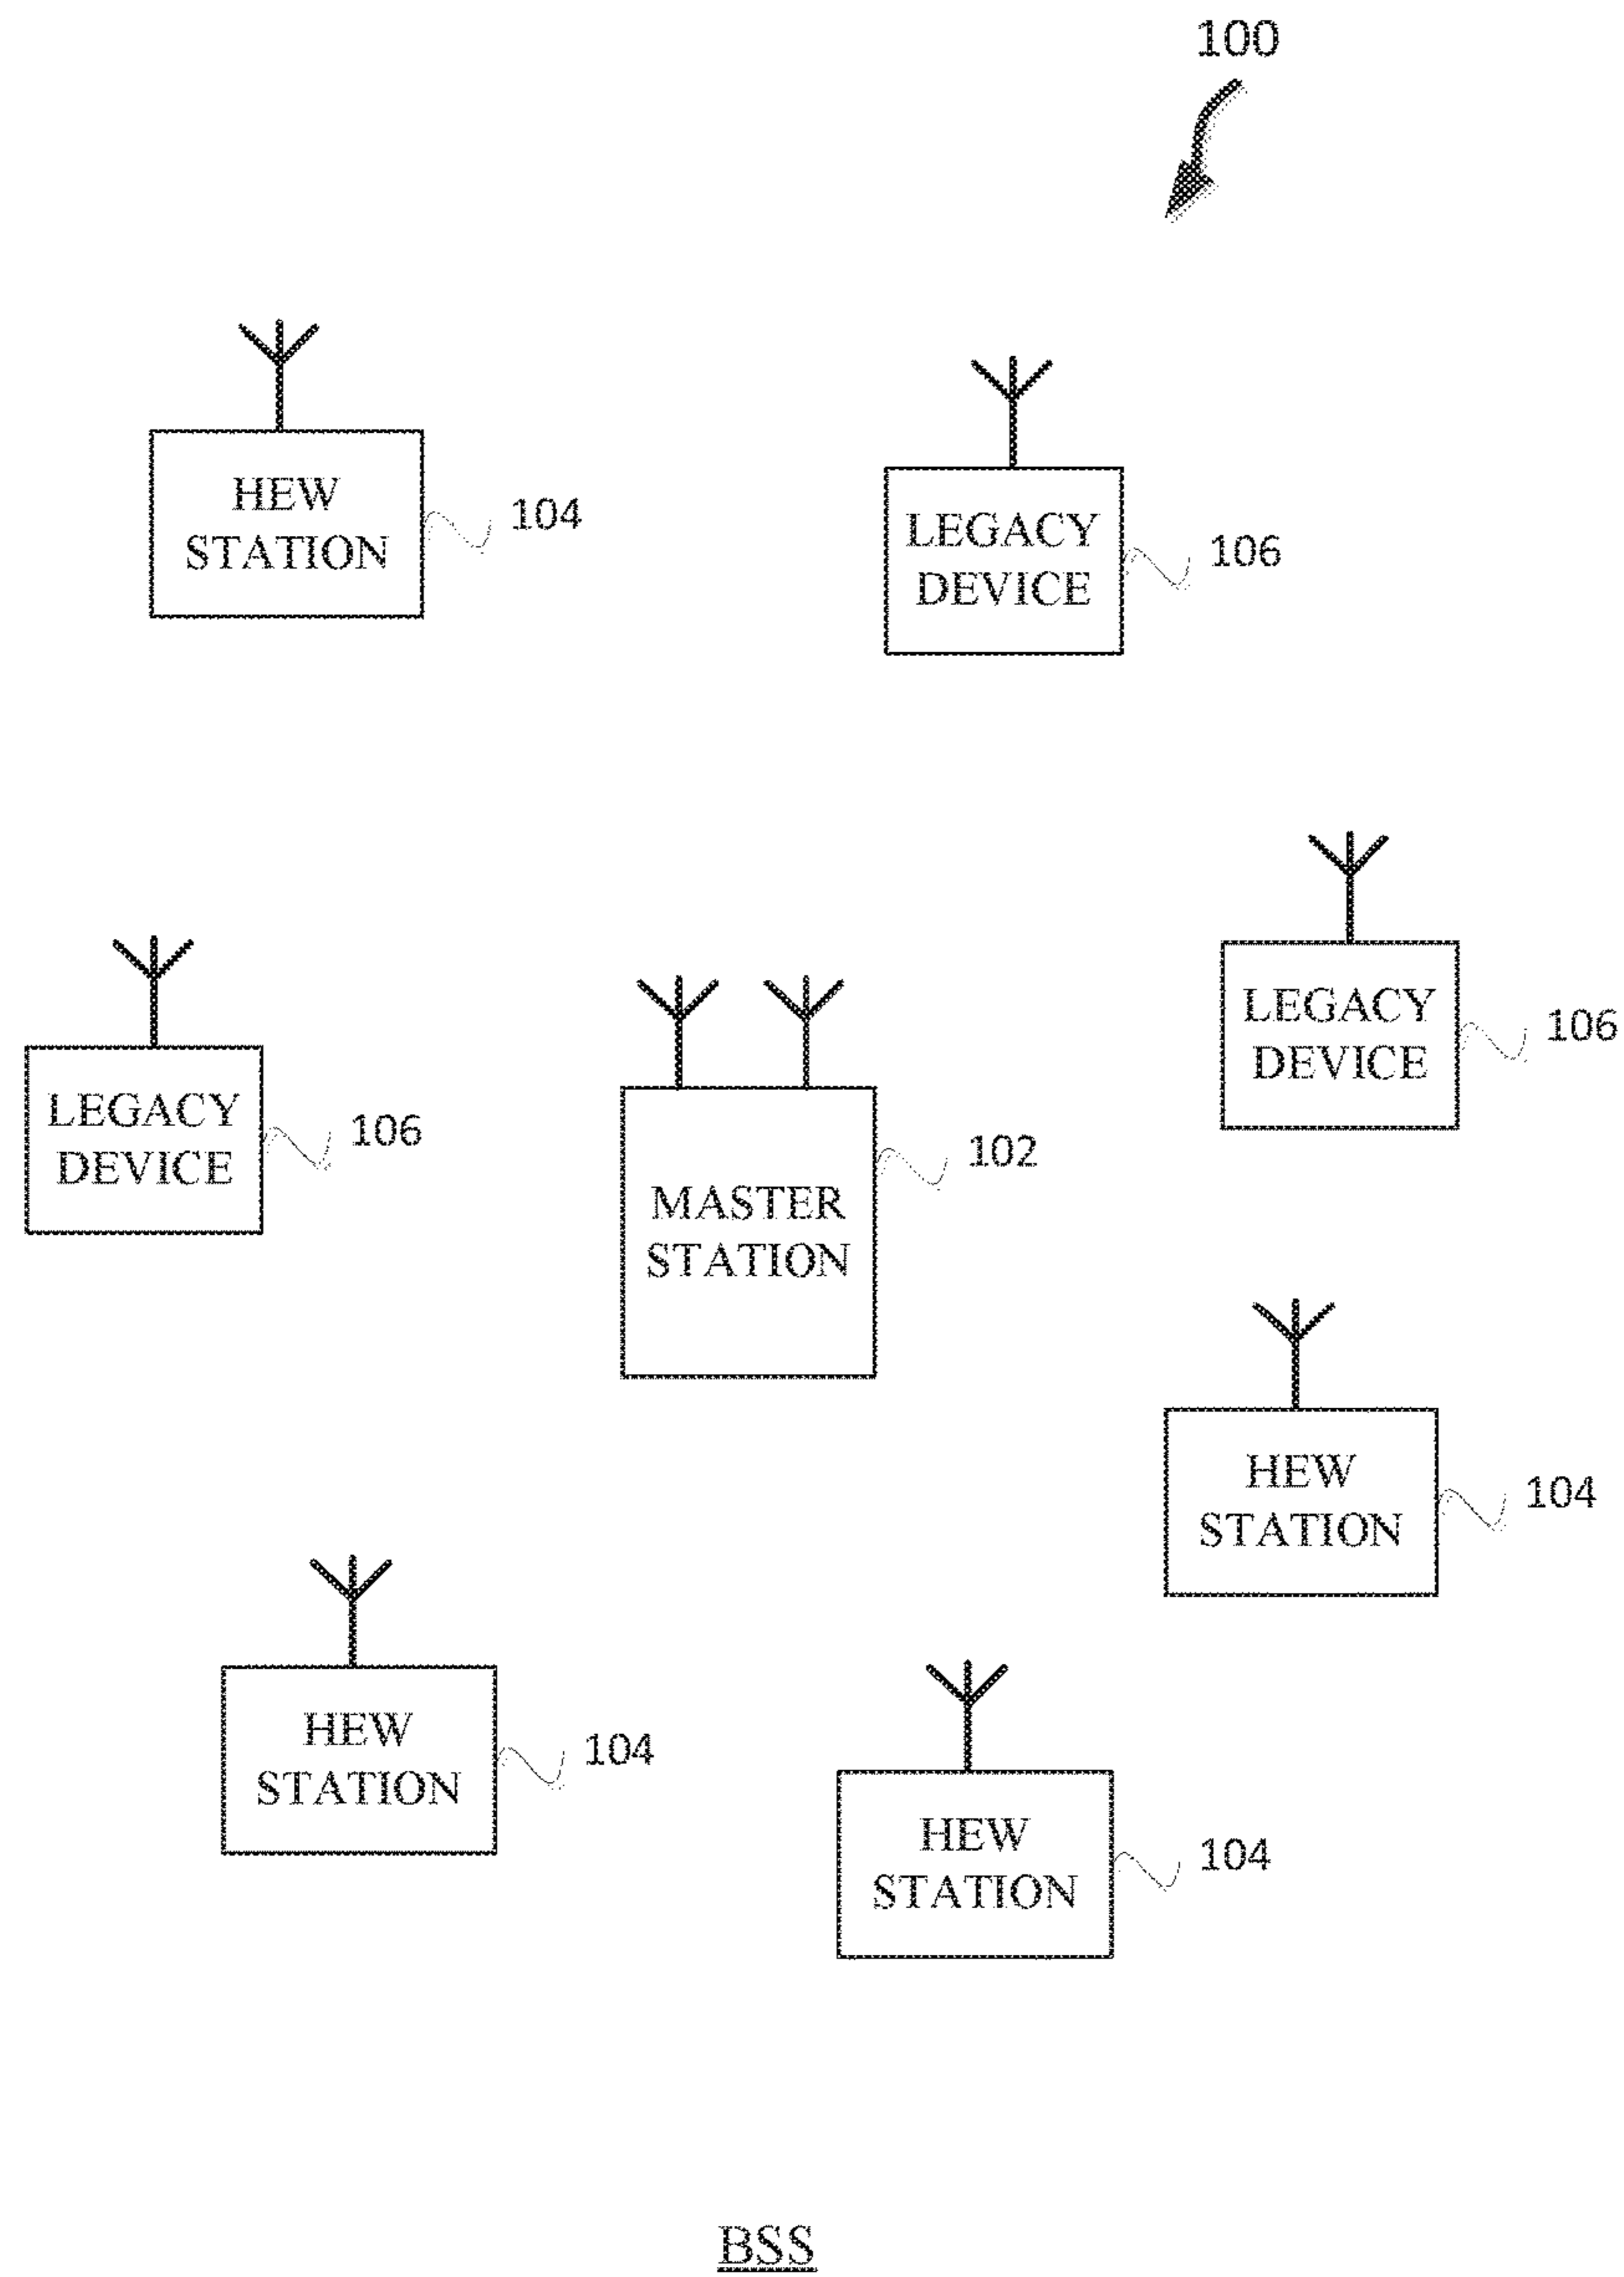 100
HEW
STATION
104
LEGACY
DEVICE
106
LEGACY
DEVICE
106
LEGACY
DEVICE
106
MASTER
STATION
102
HEW
STATION
104
HEW
STATION
104
HEW
STATION
104
BSS